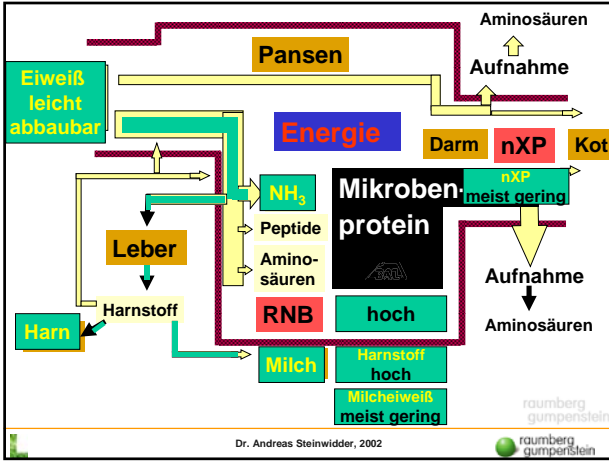 Aminosäuren
Pansen
Aufnahme
Eiweiß
leicht
abbaubar
Energie
Darm
nXP
Kot
NH3
Mikroben-
protein
nXP
meist gering
Peptide
Leber
Amino-
säuren
Aufnahme
Harnstoff
RNB
hoch
Aminosäuren
Harn
Milch
Harnstoff
hoch
Milcheiweiß
meist gering
raumberg
gumpenstein
Dr. Andreas Steinwidder, 2002
raumberg
gumpenstein